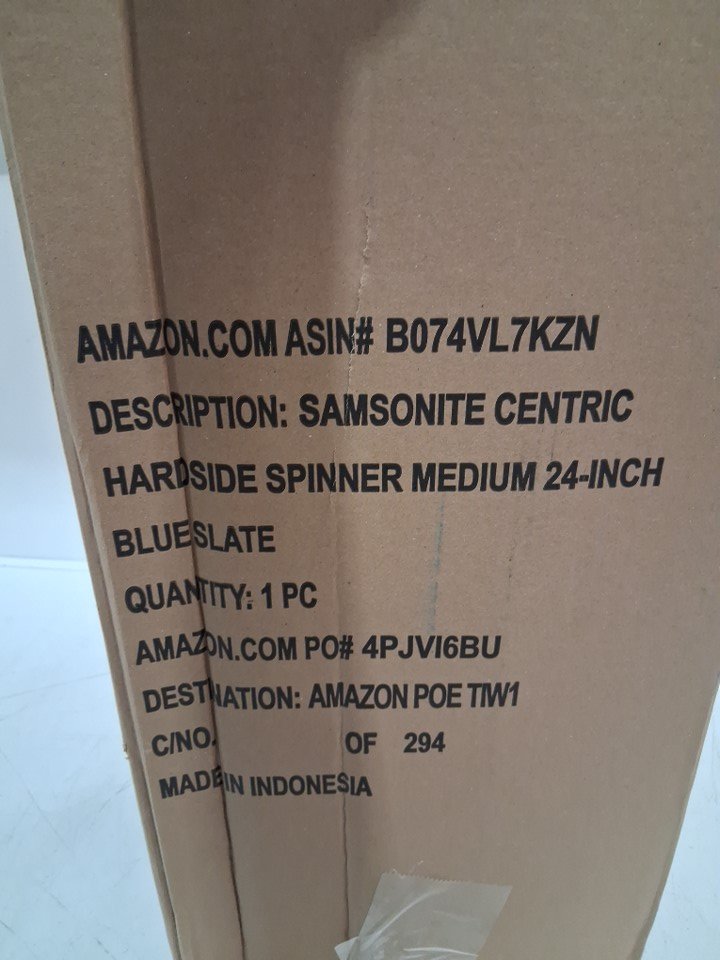 AMAZON.COM ASIN# B074VL7KZN
DESCRIPTION: SAMSONITE CENTRIC
HARDSIDE SPINNER MEDIUM 24-INCH
BLUE SLATE
QUANTITY: 1 PC
AMAZON.COM PO# 4PJVI6BU
DESTINATION: AMAZON POE TIW1
C/NO. OF 294
MADE IN INDONESIA